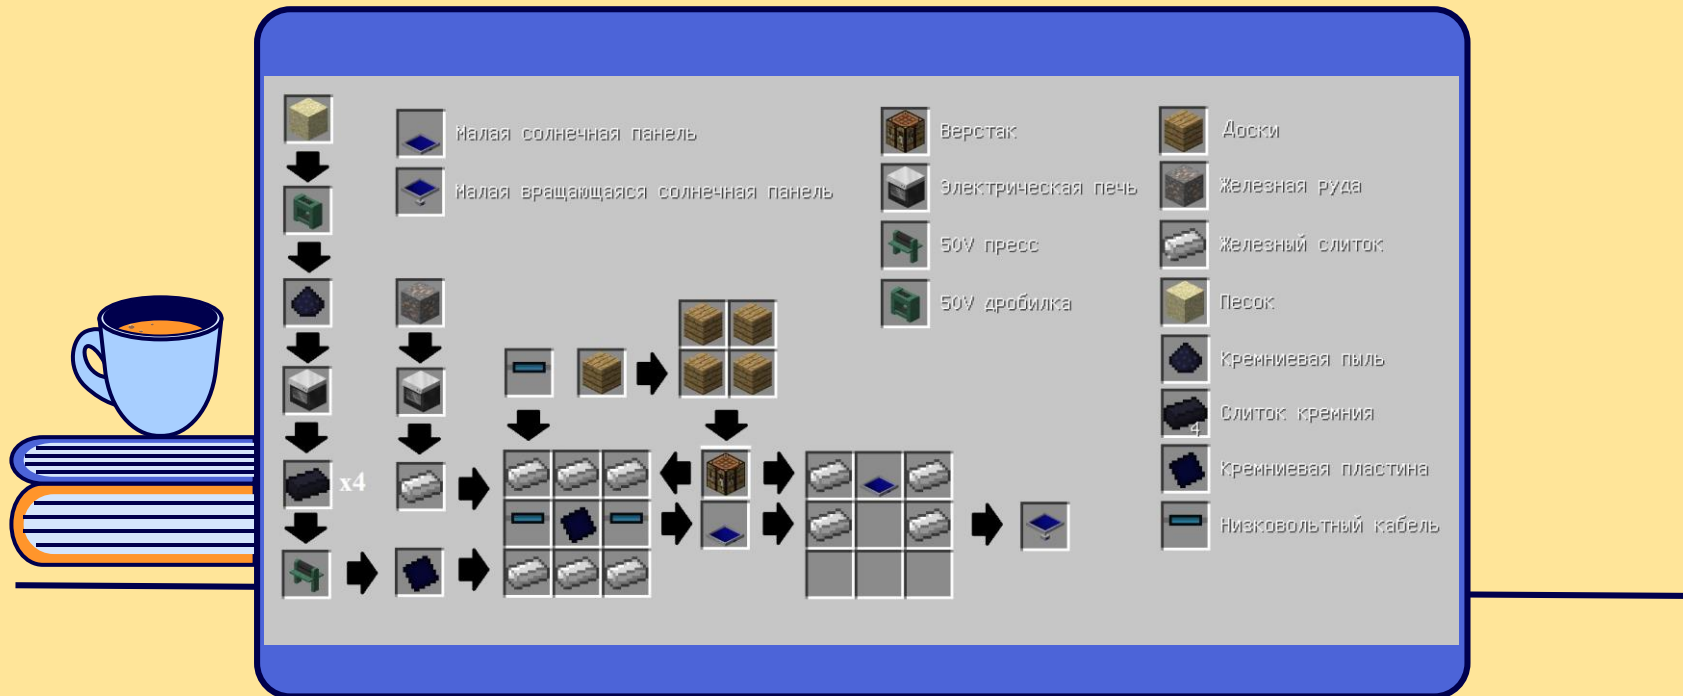 Малая солнечная панель
Малая вращающаяся солнечная панель
Верстак
Электрическая печь
50V пресс
50V дробилка
Доски
Железная руда
Железный слиток
Песок
Кремниевая пыль
Слиток кремния
4
Кремниевая пластина
Низковольтный кабель
x4